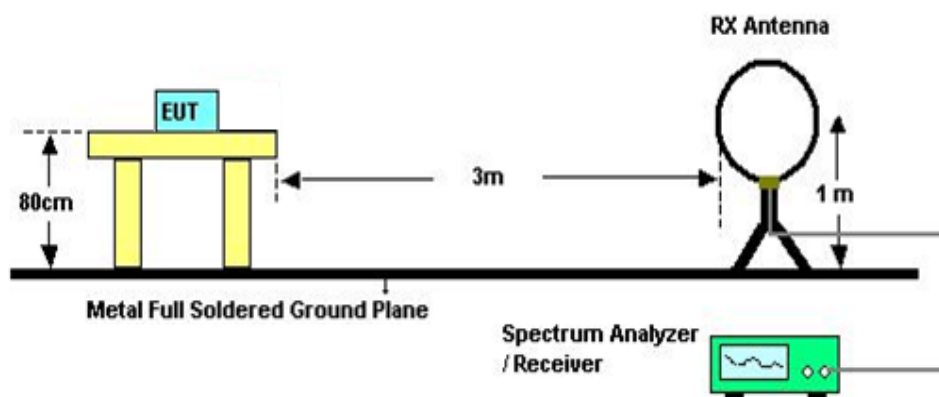 RX Antenna
EUT
3m
80cm
1 m
Metal Full Soldered Ground Plane
Spectrum Analyzer
/ Receiver